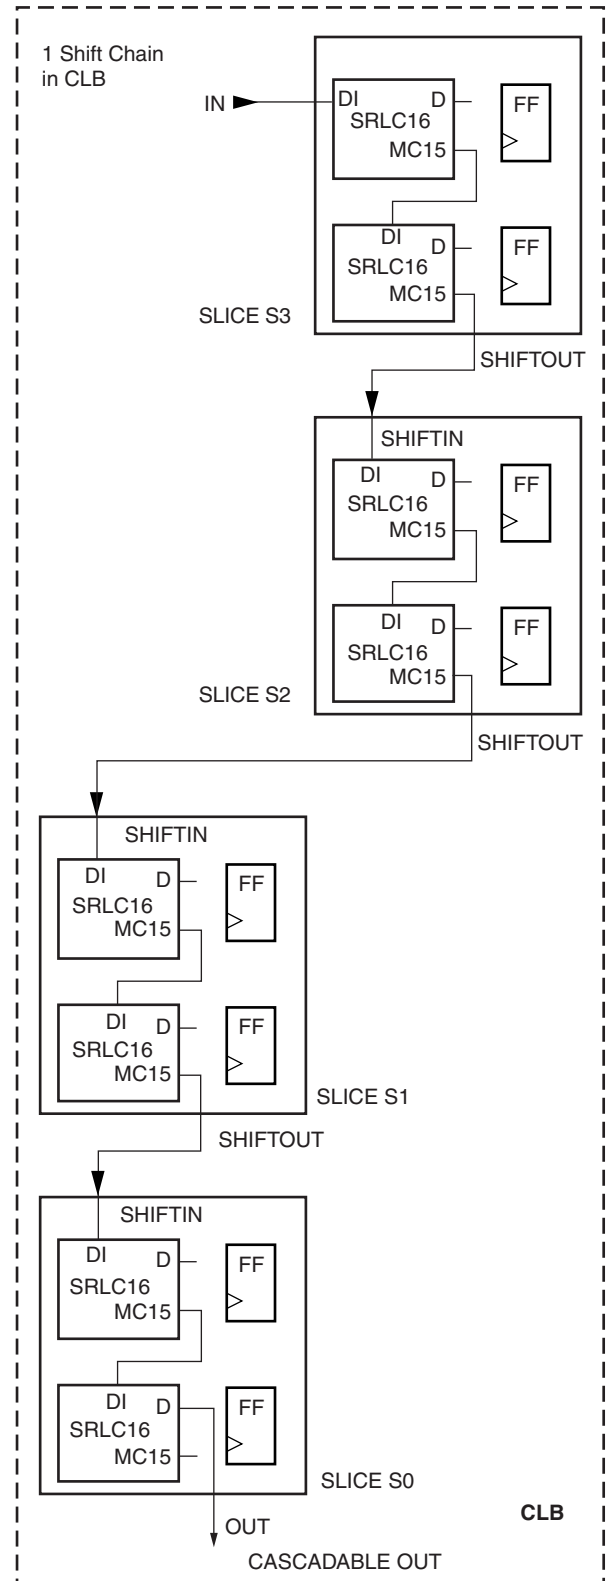 1 Shift Chain
in CLB
IN
DI
D
SRLC16
MC15
FF
DI
D
SRLC16
MC15
FF
SLICE S3
SHIFTOUT
SHIFTIN
DI
D
SRLC16
MC15
FF
DI
D
SRLC16
MC15
FF
SLICE S2
SHIFTOUT
SHIFTIN
DI
D
SRLC16
MC15
FF
DI
D
SRLC16
MC15
FF
SLICE S1
SHIFTOUT
SHIFTIN
DI
D
SRLC16
MC15
FF
DI
D
SRLC16
MC15
FF
SLICE S0
OUT
CLB
CASCADABLE OUT